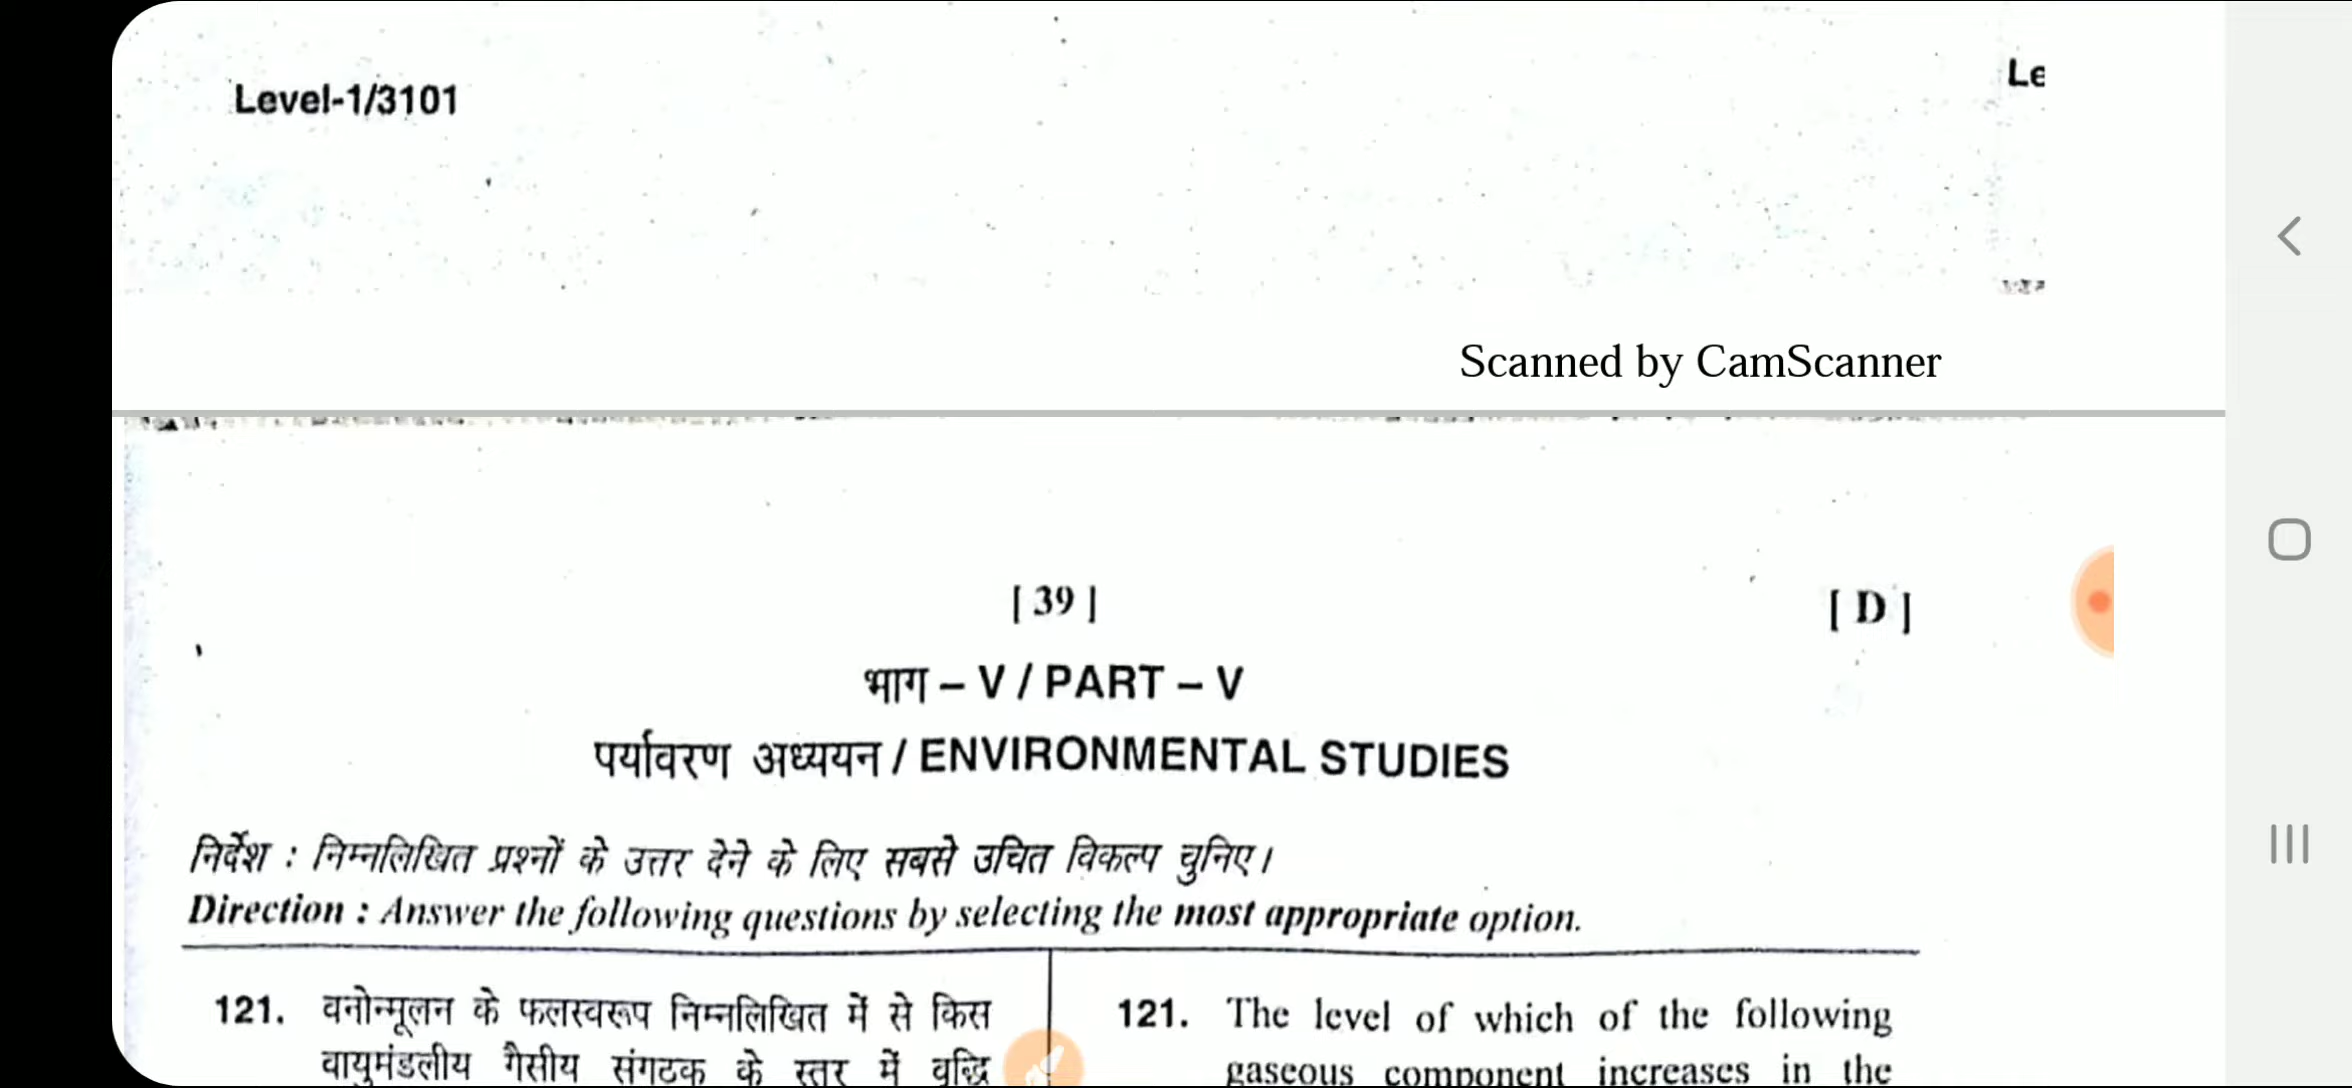 Level-1/3101
Le
Scanned by CamScanner
[ 39 ]
[ D ]
भाग – V / PART – V
पर्यावरण अध्ययन / ENVIRONMENTAL STUDIES
निर्देश : निम्नलिखित प्रश्नों के उत्तर देने के लिए सबसे उचित विकल्प चुनिए।
Direction : Answer the following questions by selecting the most appropriate option.
121. वनोन्मूलन के फलस्वरूप निम्नलिखित में से किस
वायुमंडलीय गैसीय संगटक के स्तर में वृद्धि
121. The level of which of the following
gaseous component increases in the